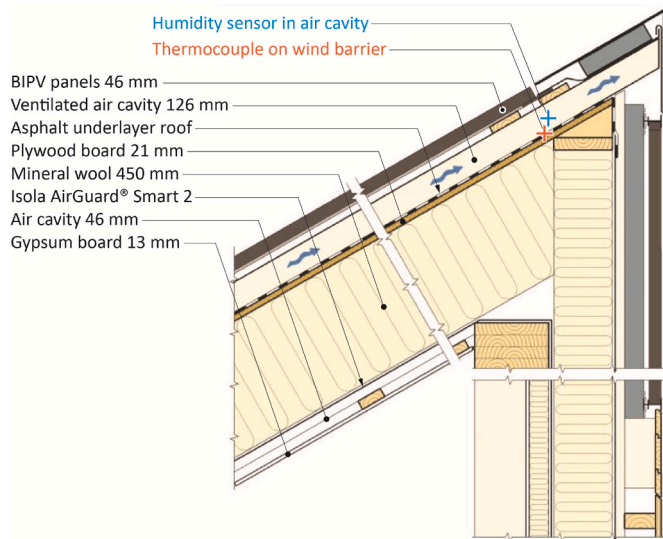 Humidity sensor in air cavity
Thermocouple on wind barrier
BIPV panels 46 mm
Ventilated air cavity 126 mm
Asphalt underlayer roof
Plywood board 21 mm
Mineral wool 450 mm
Isola AirGuard® Smart 2
Air cavity 46 mm
Gypsum board 13 mm